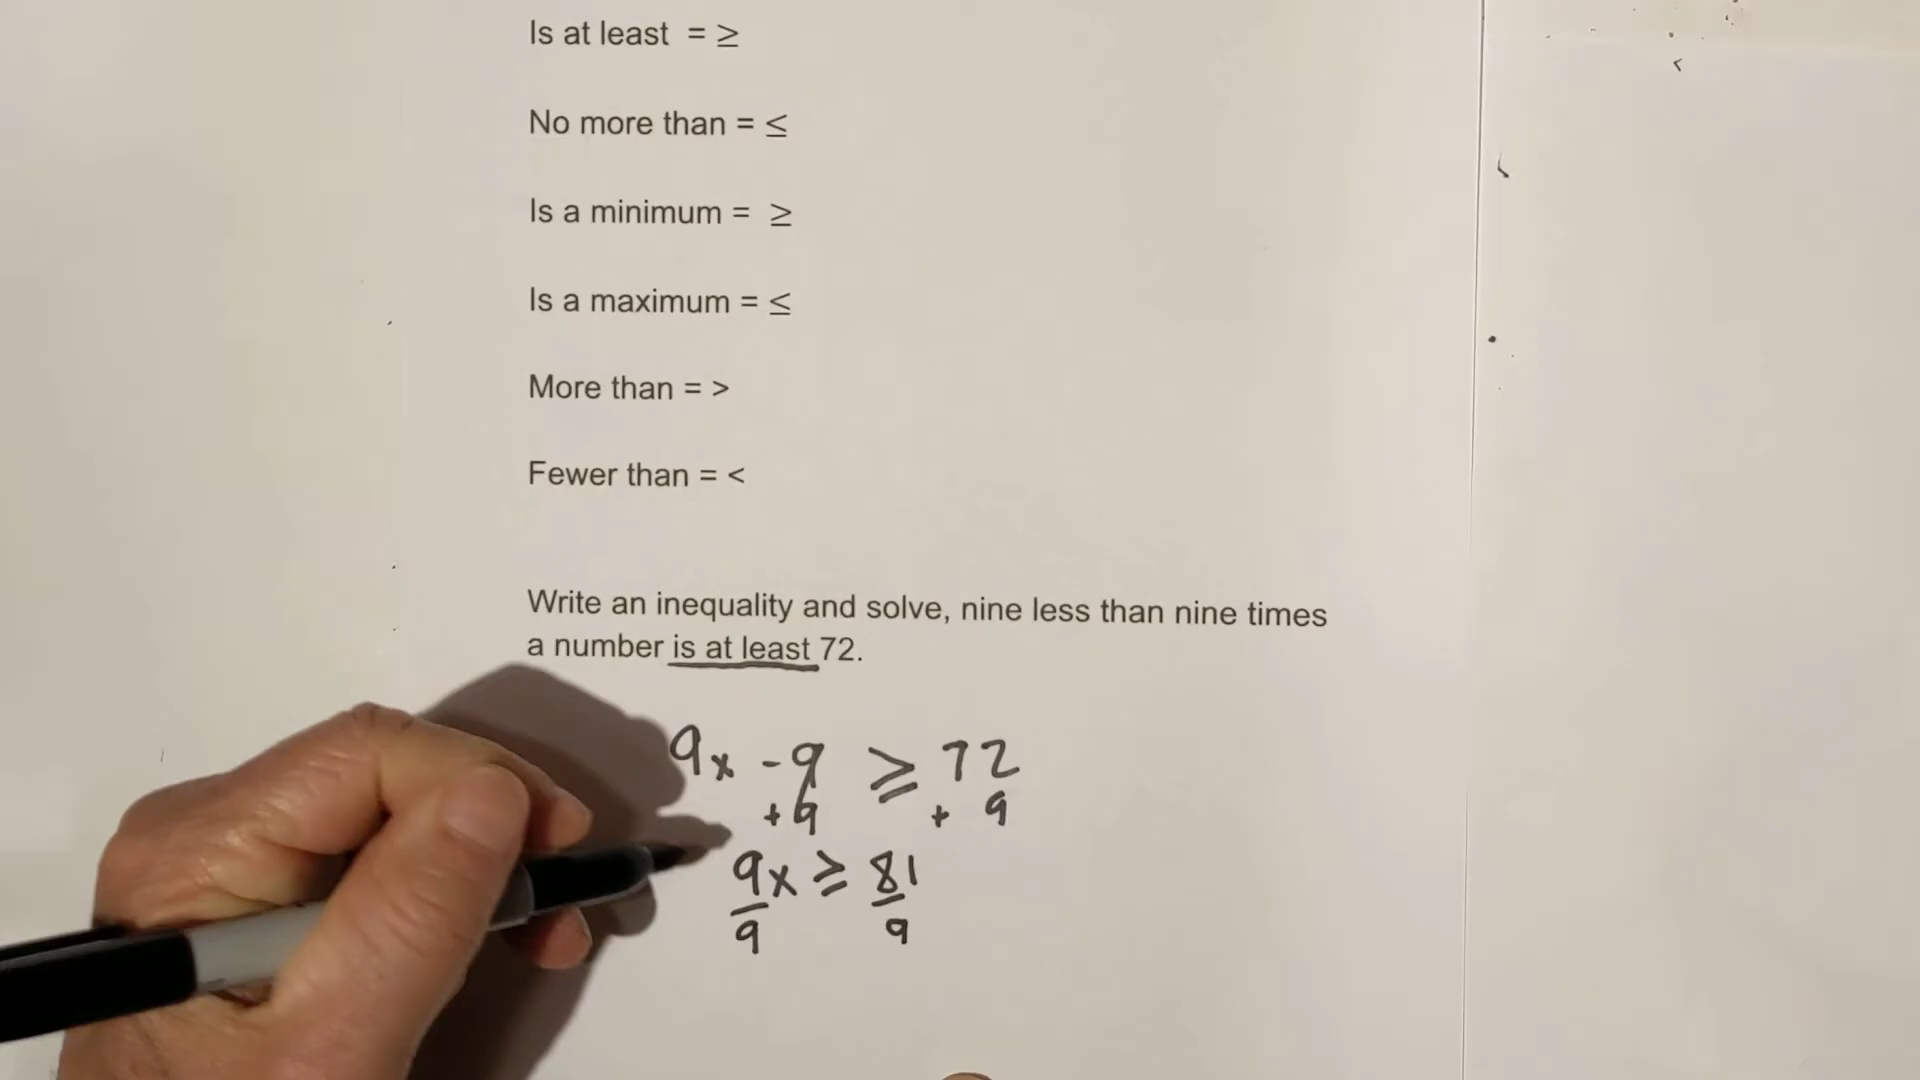 Is at least = ≥
No more than = ≤
Is a minimum = ≥
Is a maximum = ≤
More than = >
Fewer than = <
Write an inequality and solve, nine less than nine times
a number is at least 72.
9x - 9 ≥ 72
+9 + 9
9x ≥ 81
9 9